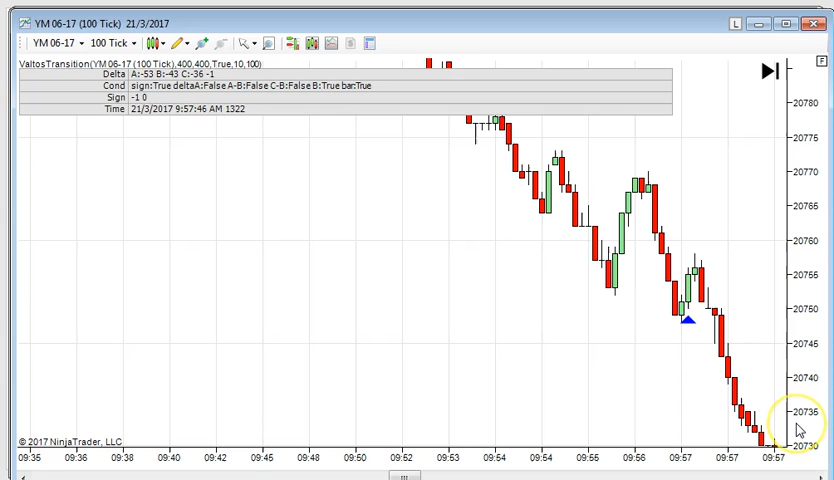 YM 06-17 (100 Tick) 21/3/2017
L
YM 06-17 100 Tick
ValtosTransition(YM 06-17 (100 Tick),400,400,True,10,100) F
Delta A:-53 B:-43 C:-36 -1
Cond sign:True deltaA:False A-B:False C-B:False B:True bar:True
Sign -1 0
Time 21/3/2017 9:57:46 AM 1322
20780
20775
20770
20765
20760
20755
20750
20745
20740
20735
20730
© 2017 NinjaTrader, LLC
09:35 09:36 09:38 09:40 09:42 09:45 09:48 09:50 09:52 09:53 09:54 09:54 09:55 09:56 09:56 09:57 09:57 09:57